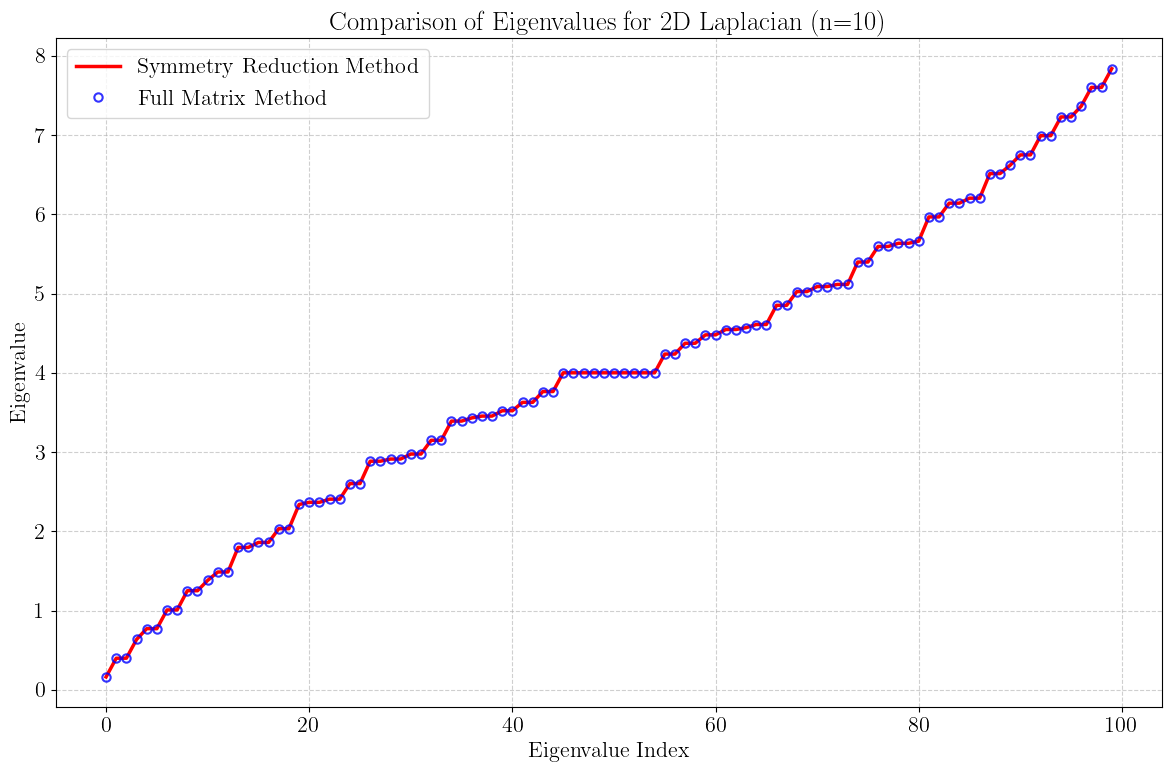 Comparison of Eigenvalues for 2D Laplacian (n=10)
Symmetry Reduction Method
Full Matrix Method
8
7
6
5
4
3
2
1
0
Eigenvalue
0 20 40 60 80 100
Eigenvalue Index